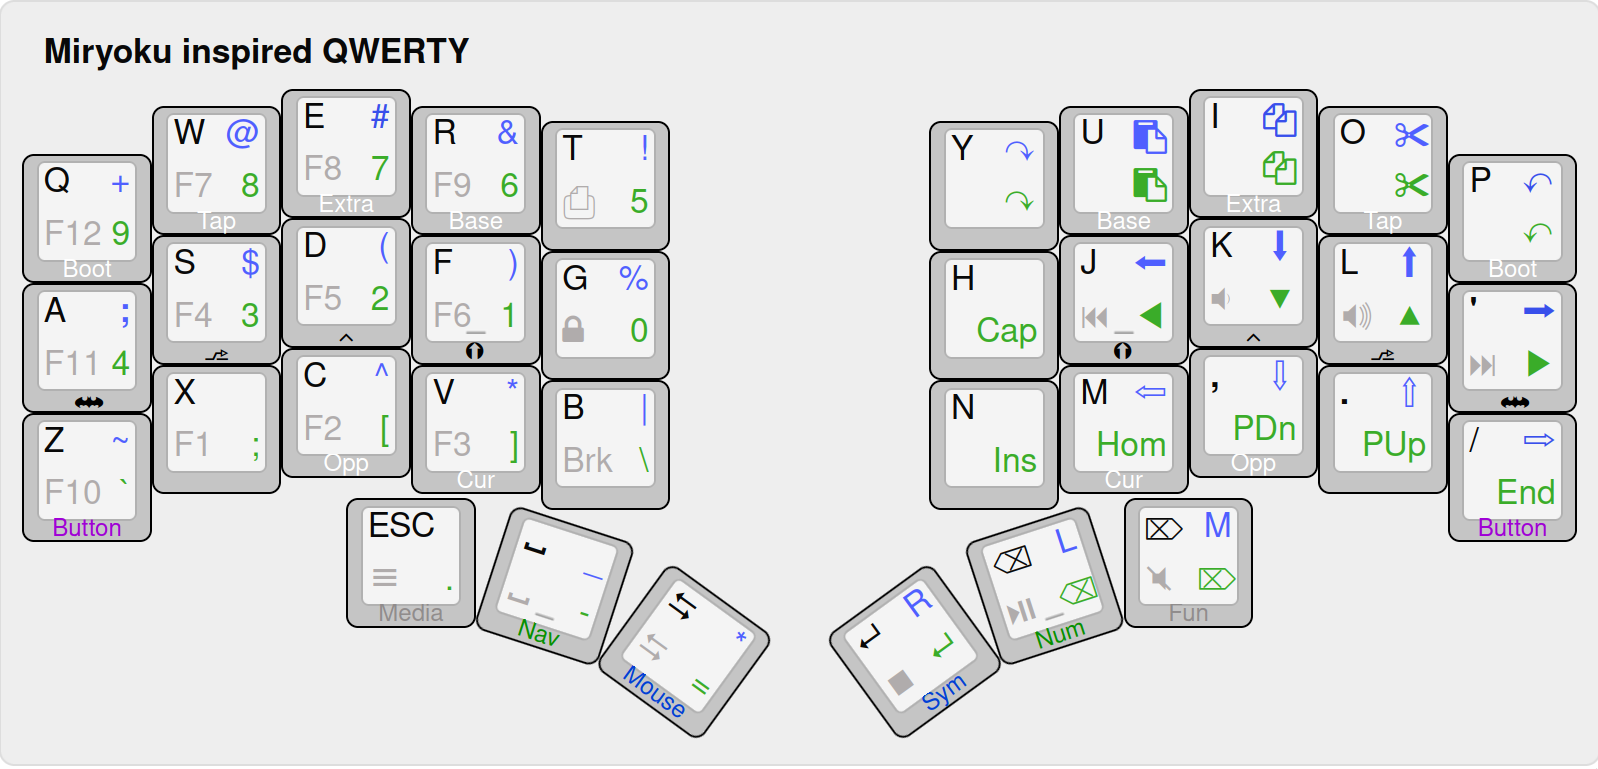 Miryoku inspired QWERTY
Q +
F12 9
Boot
W @
F7 8
Tap
E #
F8 7
Extra
R &
F9 6
Base
T !
5
Y
U
Base
I
Extra
O
Tap
P
Boot
A ;
F11 4
S $
F4 3
D (
F5 2
^
F )
F6_ 1
G %
0
H
Cap
J
_
K
^
L
'
Z ~
F10 `
Button
X
F1 ;
C ^
F2 [
Opp
V *
F3 ]
Cur
B |
Brk \
N
Ins
M
Hom
Cur
,
PDn
Opp
.
PUp
/
End
Button
ESC
.
Media
_ -
Nav
*
=
Mouse
R
Sym
L
_
Num
M
Fun